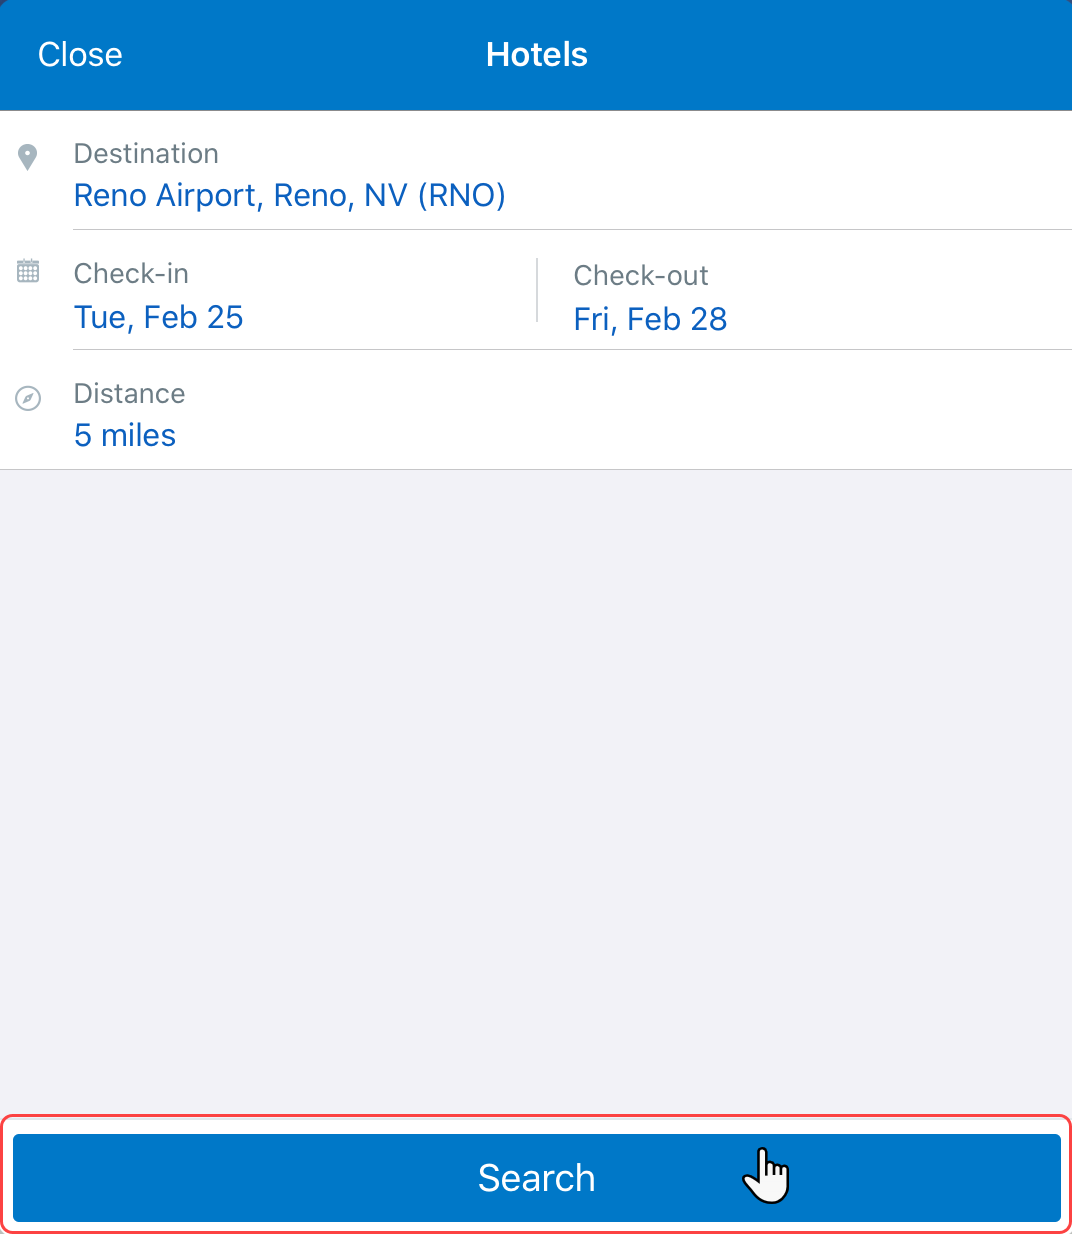 Close
Hotels
Destination
Reno Airport, Reno, NV (RNO)
Check-in
Tue, Feb 25
Check-out
Fri, Feb 28
Distance
5 miles
Search